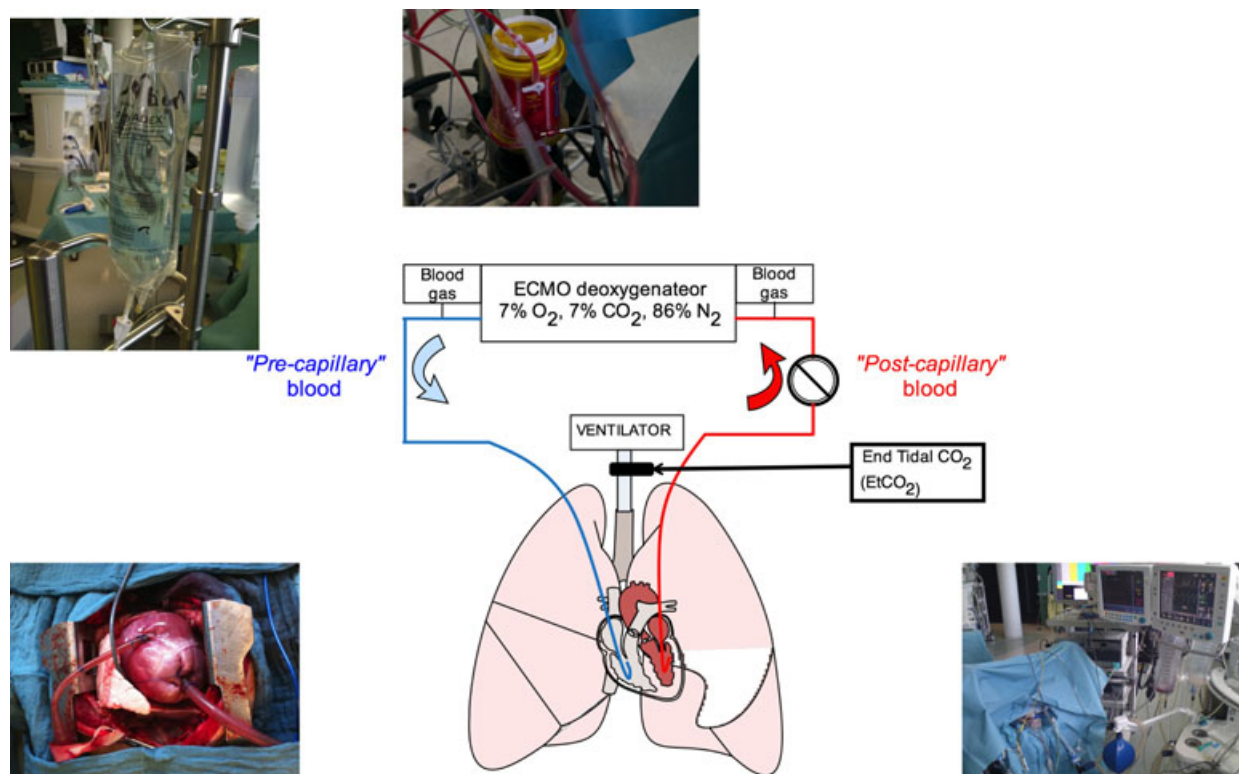 Blood
gas
ECMO deoxygenateor
7% O2, 7% CO2, 86% N2
Blood
gas
"Pre-capillary"
blood
"Post-capillary"
blood
VENTILATOR
End Tidal CO2
(EtCO2)